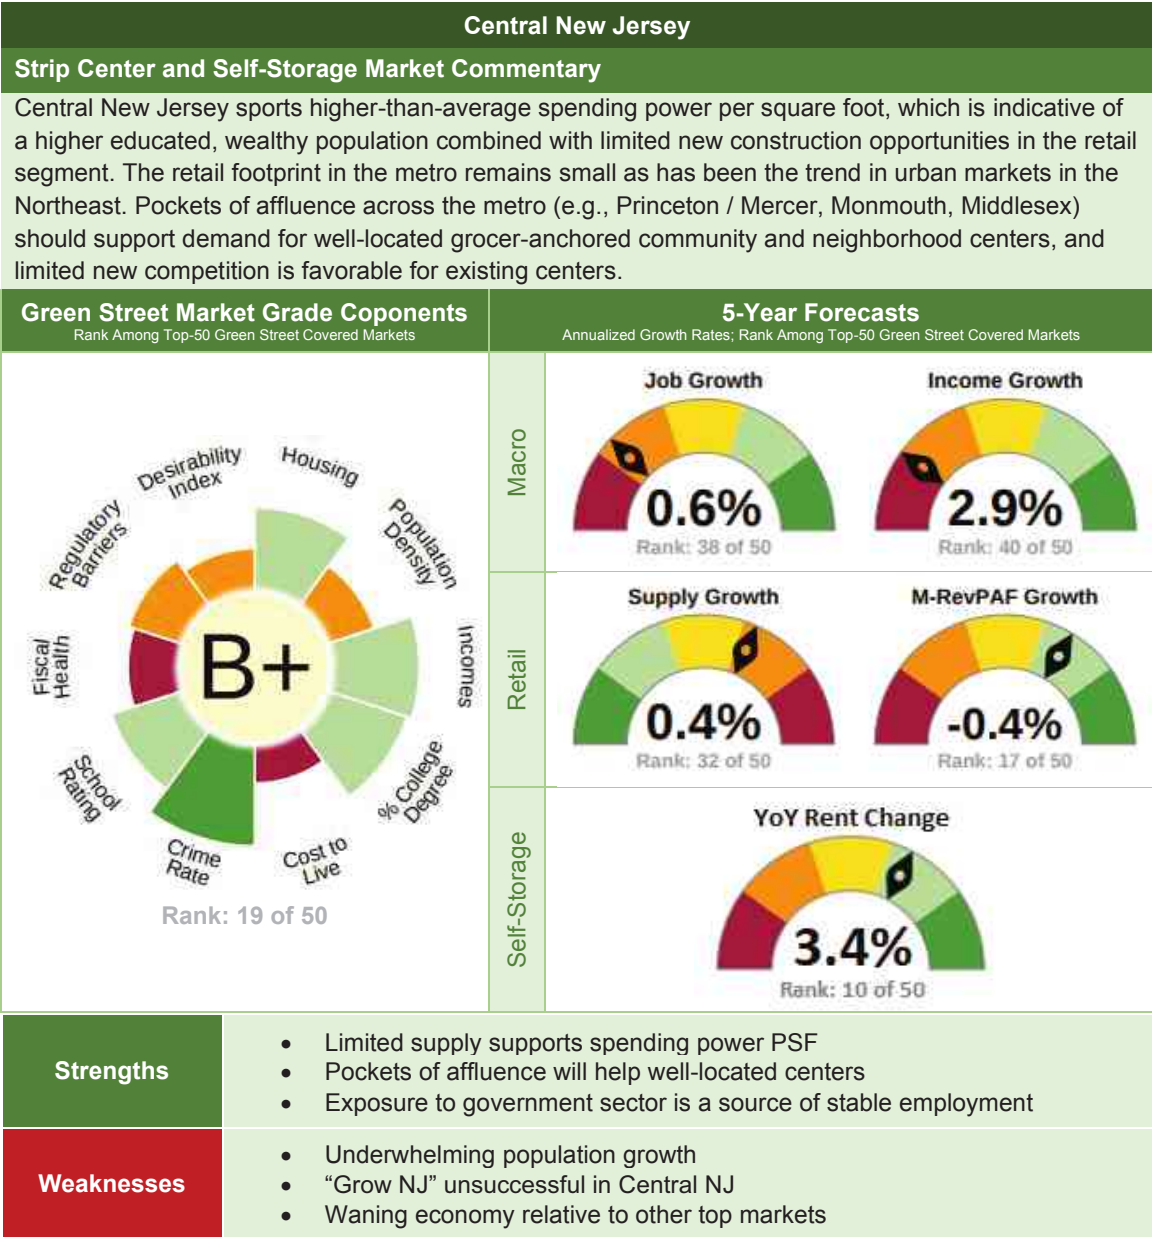 Central New Jersey
Strip Center and Self-Storage Market Commentary
Central New Jersey sports higher-than-average spending power per square foot, which is indicative of
a higher educated, wealthy population combined with limited new construction opportunities in the retail
segment. The retail footprint in the metro remains small as has been the trend in urban markets in the
Northeast. Pockets of affluence across the metro (e.g., Princeton / Mercer, Monmouth, Middlesex)
should support demand for well-located grocer-anchored community and neighborhood centers, and
limited new competition is favorable for existing centers.
Green Street Market Grade Coponents
Rank Among Top-50 Green Street Covered Markets
5-Year Forecasts
Annualized Growth Rates; Rank Among Top-50 Green Street Covered Markets
Housing
Population
Density
Incomes
% College
Degree
Cost to
Live
Crime
Rate
School
Rating
Fiscal
Health
Regulatory
Barriers
Desirability
Index
B+
Rank: 19 of 50
Macro
Job Growth
0.6%
Rank: 38 of 50
Income Growth
2.9%
Rank: 40 of 50
Retail
Supply Growth
0.4%
Rank: 32 of 50
M-RevPAF Growth
-0.4%
Rank: 17 of 50
Self-Storage
YoY Rent Change
3.4%
Rank: 10 of 50
Strengths
• Limited supply supports spending power PSF
• Pockets of affluence will help well-located centers
• Exposure to government sector is a source of stable employment
Weaknesses
• Underwhelming population growth
• “Grow NJ” unsuccessful in Central NJ
• Waning economy relative to other top markets